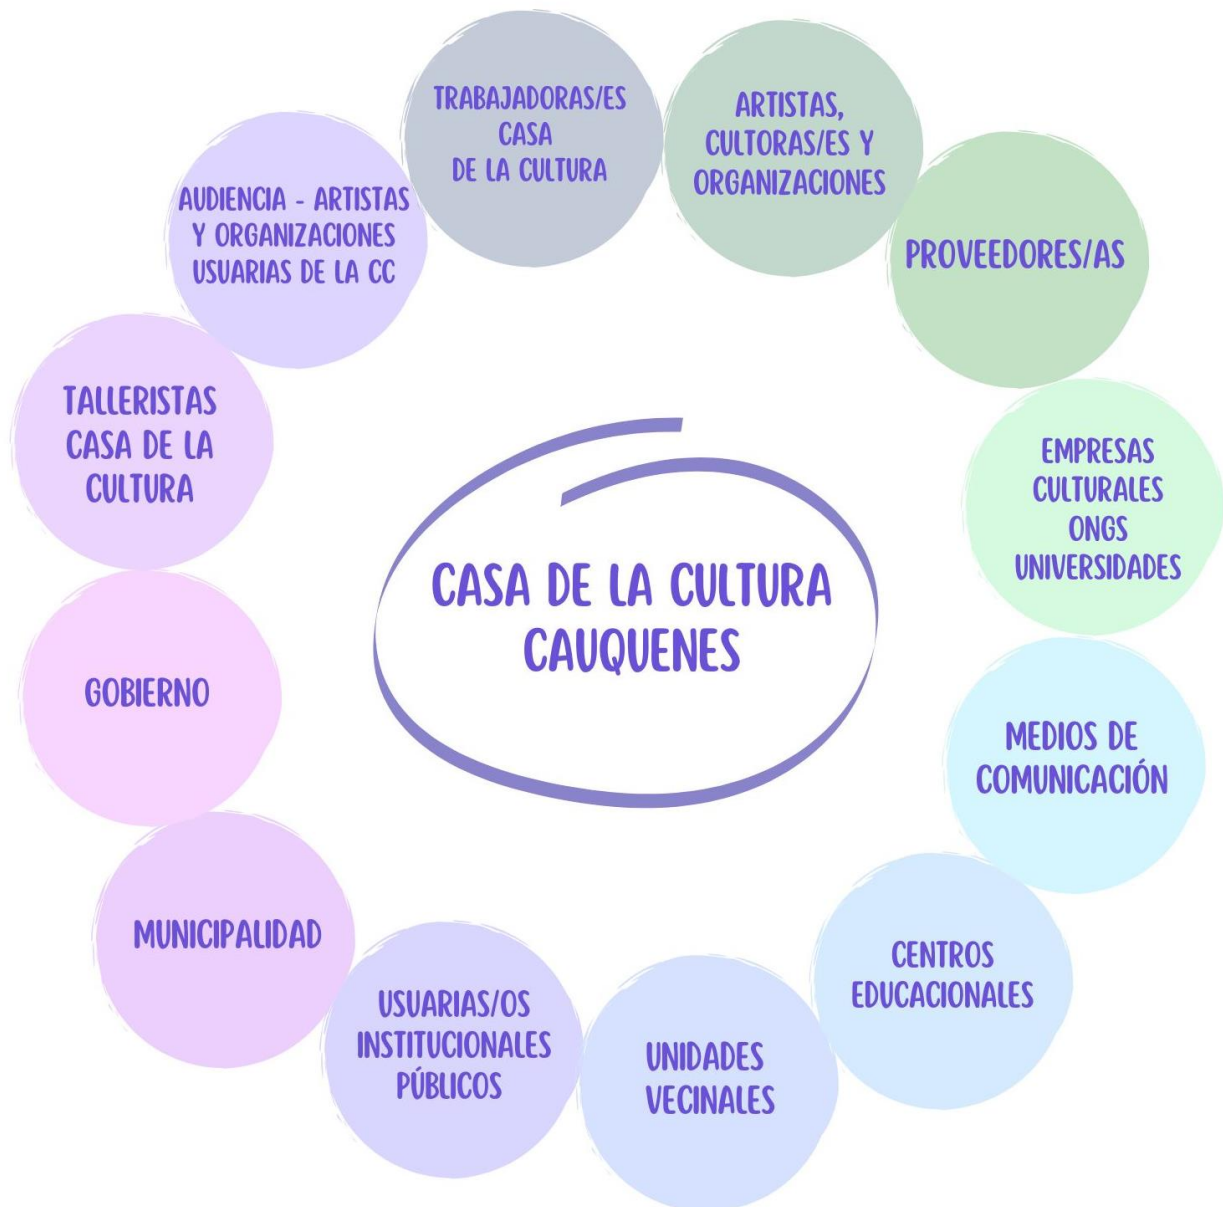 TRABAJADORAS/ES
CASA
DE LA CULTURA
ARTISTAS,
CULTORAS/ES Y
ORGANIZACIONES
PROVEEDORES/AS
EMPRESAS
CULTURALES
ONGS
UNIVERSIDADES
MEDIOS DE
COMUNICACIÓN
CENTROS
EDUCACIONALES
UNIDADES
VECINALES
USUARIAS/OS
INSTITUCIONALES
PÚBLICOS
MUNICIPALIDAD
GOBIERNO
TALLERISTAS
CASA DE LA
CULTURA
AUDIENCIA - ARTISTAS
Y ORGANIZACIONES
USUARIAS DE LA CC
CASA DE LA CULTURA
CAUQUENES